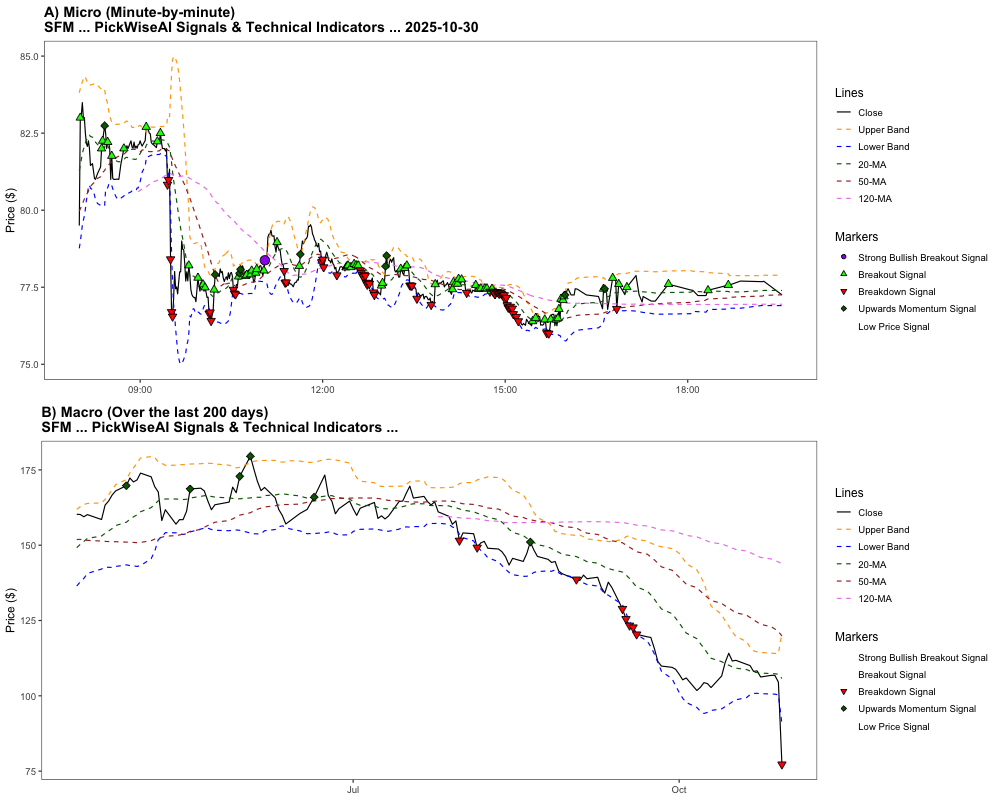 A) Micro (Minute-by-minute)
SFM ... PickWiseAI Signals & Technical Indicators ... 2025-10-30
85.0
82.5
80.0
77.5
75.0
Price ($)
09:00
12:00
15:00
18:00
Lines
Close
Upper Band
Lower Band
20-MA
50-MA
120-MA
Markers
Strong Bullish Breakout Signal
Breakout Signal
Breakdown Signal
Upwards Momentum Signal
Low Price Signal
B) Macro (Over the last 200 days)
SFM ... PickWiseAI Signals & Technical Indicators ...
175
150
125
100
75
Price ($)
Jul
Oct
Lines
Close
Upper Band
Lower Band
20-MA
50-MA
120-MA
Markers
Strong Bullish Breakout Signal
Breakout Signal
Breakdown Signal
Upwards Momentum Signal
Low Price Signal